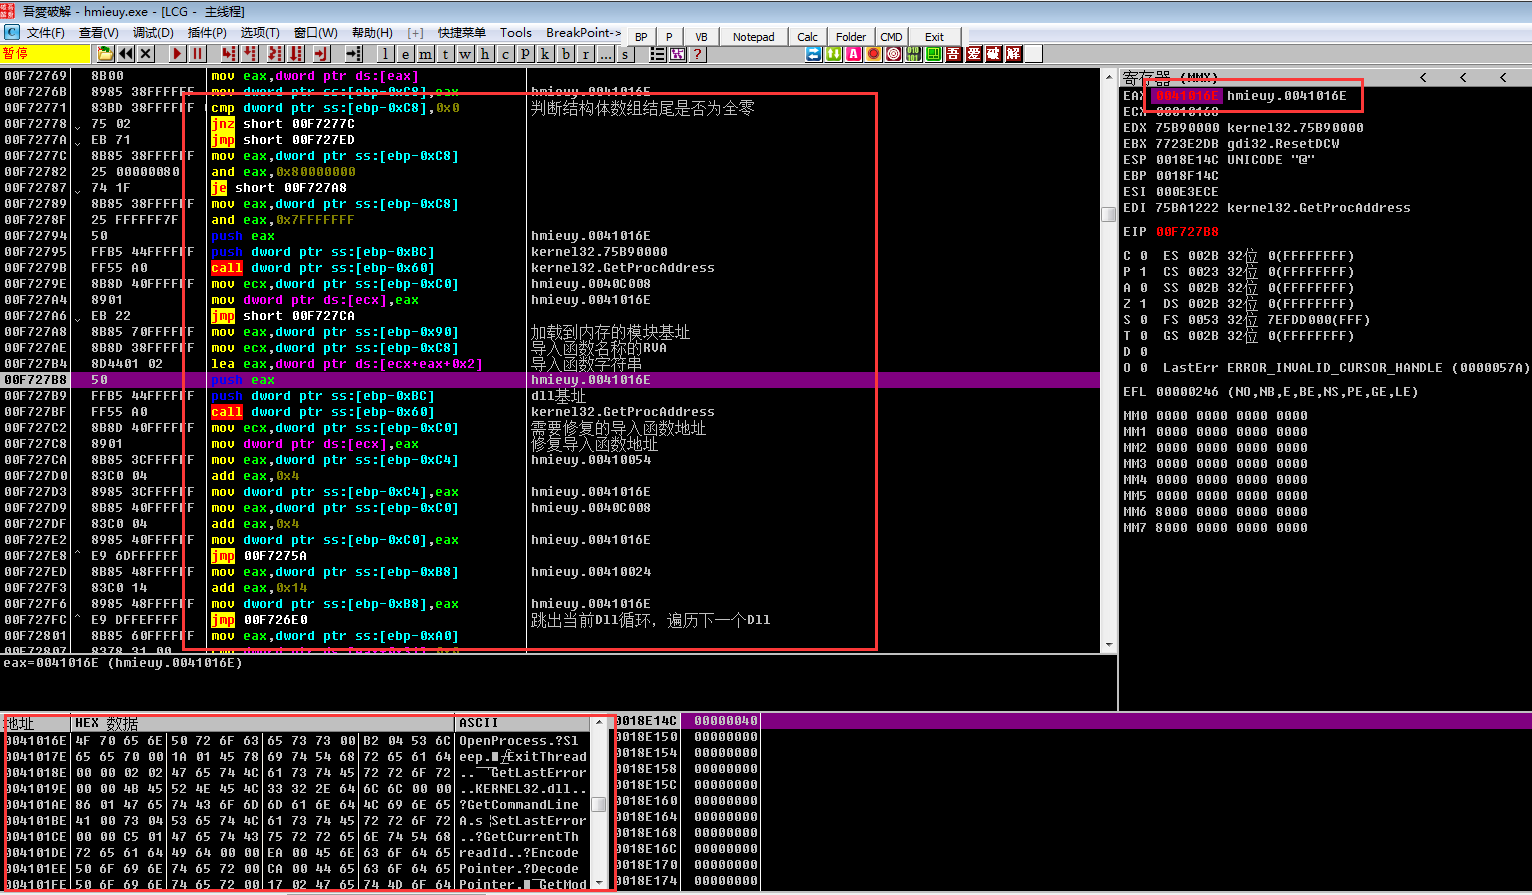 吾愛破解 - hmieuy.exe - [LCG - 主线程]
文件(F) 查看(V) 调试(D) 插件(P) 选项(T) 窗口(W) 帮助(H) [+] 快捷菜单 Tools BreakPoint-> BP P VB Notepad Calc Folder CMD Exit
暂停 l e m t w h c p k b r ... s ? 吾 爱 破 解
00F72769 8B00 mov eax,dword ptr ds:[eax]
00F7276B 8985 38FFFFFF mov dword ptr ss:[ebp-0xC8],eax hmieuy.0041016E
00F72771 83BD 38FFFFFF cmp dword ptr ss:[ebp-0xC8],0x0 判断结构体数组结尾是否为全零
00F72778 75 02 jnz short 00F7277C
00F7277A EB 71 jmp short 00F727ED
00F7277C 8B85 38FFFFFF mov eax,dword ptr ss:[ebp-0xC8]
00F72782 25 00000080 and eax,0x80000000
00F72787 74 1F je short 00F727A8
00F72789 8B85 38FFFFFF mov eax,dword ptr ss:[ebp-0xC8]
00F7278F 25 FFFFFF7F and eax,0x7FFFFFFF
00F72794 50 push eax hmieuy.0041016E
00F72795 FFB5 44FFFFFF push dword ptr ss:[ebp-0xBC] kernel32.75B90000
00F7279B FF55 A0 call dword ptr ss:[ebp-0x60] kernel32.GetProcAddress
00F7279E 8B8D 40FFFFFF mov ecx,dword ptr ss:[ebp-0xC0] hmieuy.0040C008
00F727A4 8901 mov dword ptr ds:[ecx],eax hmieuy.0041016E
00F727A6 EB 22 jmp short 00F727CA
00F727A8 8B85 70FFFFFF mov eax,dword ptr ss:[ebp-0x90] 加载到内存的模块基址
00F727AE 8B8D 38FFFFFF mov ecx,dword ptr ss:[ebp-0xC8] 导入函数名称的RVA
00F727B4 8D4401 02 lea eax,dword ptr ds:[ecx+eax+0x2] 导入函数字符串
00F727B8 50 push eax hmieuy.0041016E
00F727B9 FFB5 44FFFFFF push dword ptr ss:[ebp-0xBC] dll基址
00F727BF FF55 A0 call dword ptr ss:[ebp-0x60] kernel32.GetProcAddress
00F727C2 8B8D 40FFFFFF mov ecx,dword ptr ss:[ebp-0xC0] 需要修复的导入函数地址
00F727C8 8901 mov dword ptr ds:[ecx],eax 修复导入函数地址
00F727CA 8B85 3CFFFFFF mov eax,dword ptr ss:[ebp-0xC4] hmieuy.00410054
00F727D0 83C0 04 add eax,0x4
00F727D3 8985 3CFFFFFF mov dword ptr ss:[ebp-0xC4],eax hmieuy.0041016E
00F727D9 8B85 40FFFFFF mov eax,dword ptr ss:[ebp-0xC0] hmieuy.0040C008
00F727DF 83C0 04 add eax,0x4
00F727E2 8985 40FFFFFF mov dword ptr ss:[ebp-0xC0],eax hmieuy.0041016E
00F727E8 ^ E9 6DFFFFFF jmp 00F7275A
00F727ED 8B85 48FFFFFF mov eax,dword ptr ss:[ebp-0xB8] hmieuy.00410024
00F727F3 83C0 14 add eax,0x14
00F727F6 8985 48FFFFFF mov dword ptr ss:[ebp-0xB8],eax hmieuy.0041016E
00F727FC ^ E9 DFFEFFFF jmp 00F726E0 跳出当前Dll循环，遍历下一个Dll
00F72801 8B85 60FFFFFF mov eax,dword ptr ss:[ebp-0xA0]
eax=0041016E (hmieuy.0041016E)
寄存器 (MMX) < < <
EAX 0041016E hmieuy.0041016E
ECX 00010168
EDX 75B90000 kernel32.75B90000
EBX 7723E2DB gdi32.ResetDCW
ESP 0018E14C UNICODE "@"
EBP 0018F14C
ESI 000E3ECE
EDI 75BA1222 kernel32.GetProcAddress
EIP 00F727B8
C 0 ES 002B 32位 0(FFFFFFFF)
P 1 CS 0023 32位 0(FFFFFFFF)
A 0 SS 002B 32位 0(FFFFFFFF)
Z 1 DS 002B 32位 0(FFFFFFFF)
S 0 FS 0053 32位 7EFDD000(FFF)
T 0 GS 002B 32位 0(FFFFFFFF)
D 0
O 0 LastErr ERROR_INVALID_CURSOR_HANDLE (0000057A)
EFL 00000246 (NO,NB,E,BE,NS,PE,GE,LE)
MM0 0000 0000 0000 0000
MM1 0000 0000 0000 0000
MM2 0000 0000 0000 0000
MM3 0000 0000 0000 0000
MM4 0000 0000 0000 0000
MM5 0000 0000 0000 0000
MM6 8000 0000 0000 0000
MM7 8000 0000 0000 0000
地址 HEX 数据 ASCII
0041016E 4F 70 65 6E 50 72 6F 63 65 73 73 00 B2 04 53 6C OpenProcess.?Sl
0041017E 65 65 70 00 1A 01 45 78 69 74 54 68 72 65 61 64 eep. ExitThread
0041018E 00 00 02 02 47 65 74 4C 61 73 74 45 72 72 6F 72 .. GetLastError
0041019E 00 00 4B 45 52 4E 45 4C 33 32 2E 64 6C 6C 00 00 ..KERNEL32.dll..
004101AE 86 01 47 65 74 43 6F 6D 6D 61 6E 64 4C 69 6E 65 ?GetCommandLine
004101BE 41 00 73 04 53 65 74 4C 61 73 74 45 72 72 6F 72 A.s SetLastError
004101CE 00 00 C5 01 47 65 74 43 75 72 72 65 6E 74 54 68 ..?GetCurrentTh
004101DE 72 65 61 64 49 64 00 00 EA 00 45 6E 63 6F 64 65 readId..?Encode
004101EE 50 6F 69 6E 74 65 72 00 CA 00 44 65 63 6F 64 65 Pointer.?Decode
004101FE 50 6F 69 6E 74 65 72 00 17 02 47 65 74 4D 6F 64 Pointer. GetMod
0018E14C 00000040
0018E150 00000000
0018E154 00000000
0018E158 00000000
0018E15C 00000000
0018E160 00000000
0018E164 00000000
0018E168 00000000
0018E16C 00000000
0018E170 00000000
0018E174 00000000